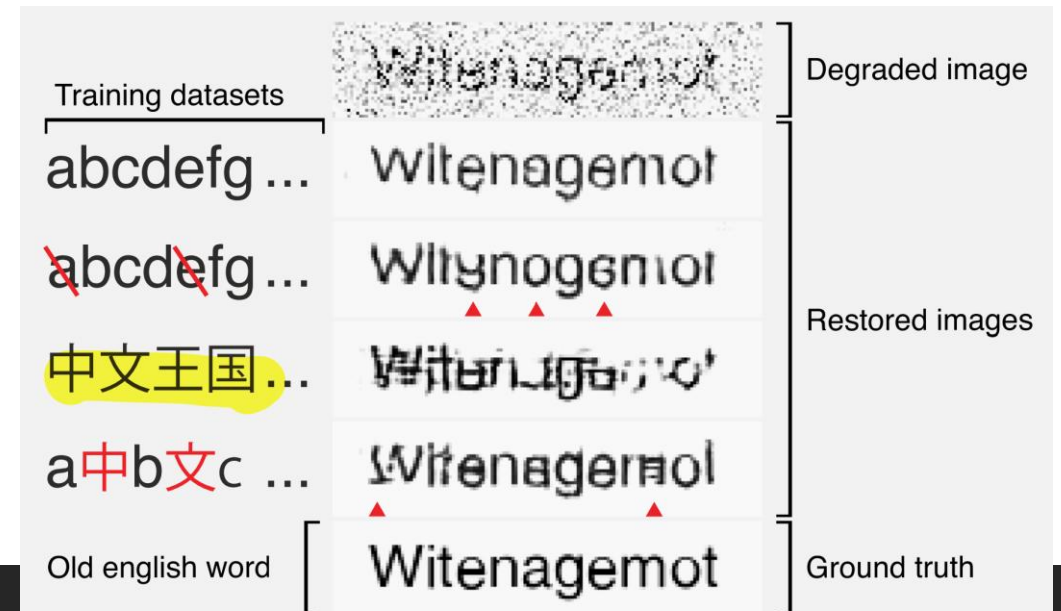 Degraded image
Training datasets
abcdefg ...
Witenagemot
abcdefg ...
Restored images
中文王国 ...
a中b文c ...
Old english word
Witenagemot
Ground truth